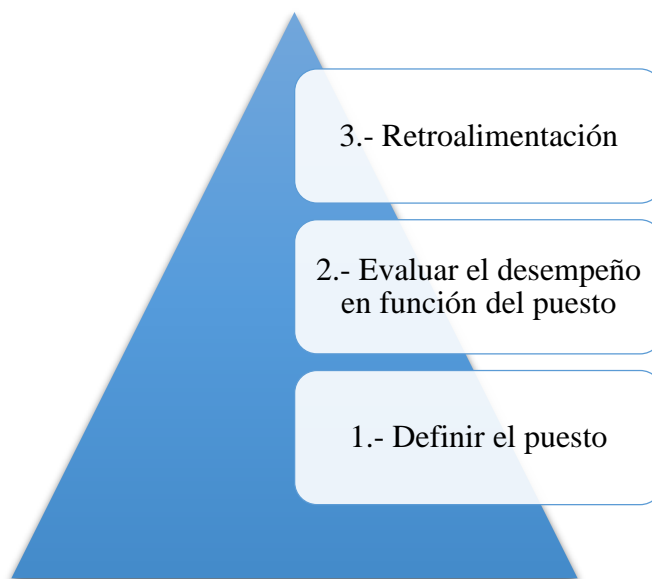 3.- Retroalimentación
2.- Evaluar el desempeño
en función del puesto
1.- Definir el puesto